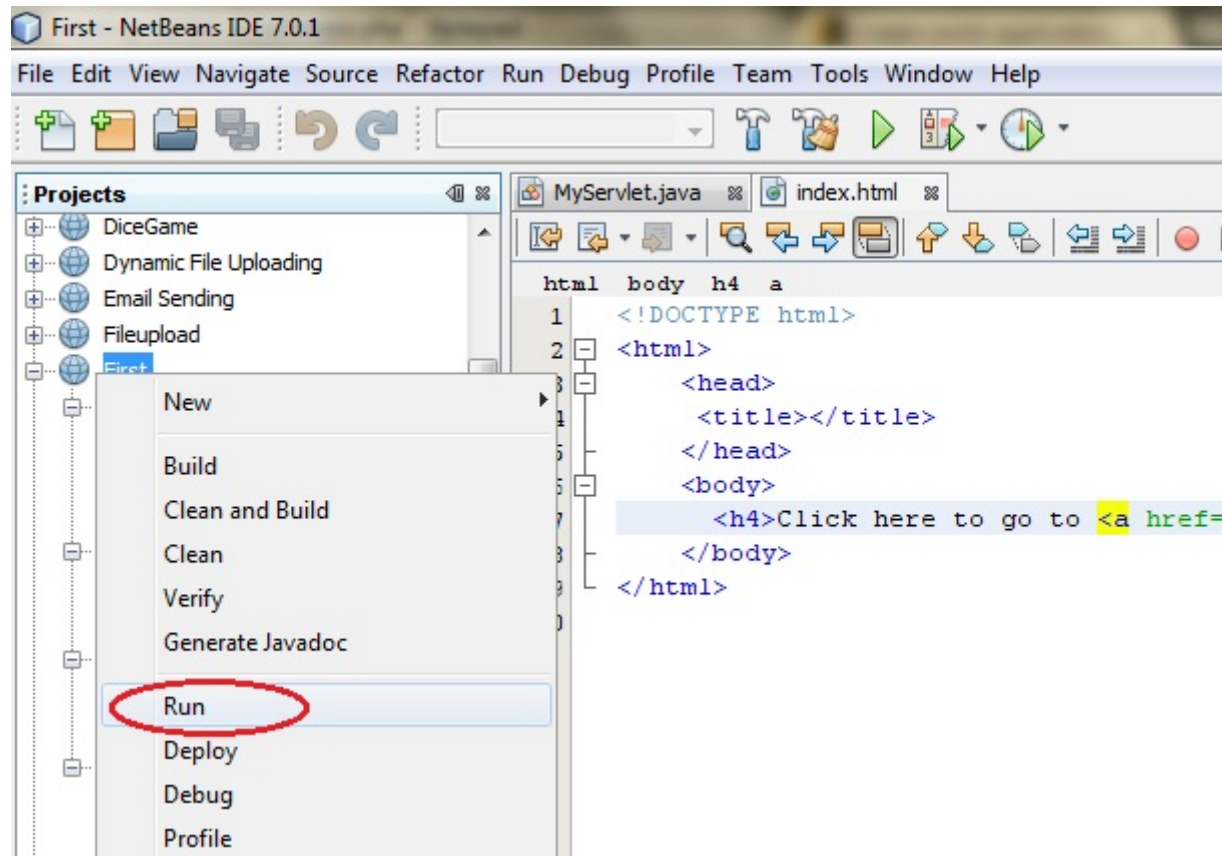 First - NetBeans IDE 7.0.1
File Edit View Navigate Source Refactor Run Debug Profile Team Tools Window Help
Projects
MyServlet.java
index.html
DiceGame
Dynamic File Uploading
Email Sending
Fileupload
First
New
Build
Clean and Build
Clean
Verify
Generate Javadoc
Run
Deploy
Debug
Profile
html body h4 a
1 <!DOCTYPE html>
2 <html>
<head>
<title></title>
</head>
<body>
<h4>Click here to go to <a href=
</body>
</html>